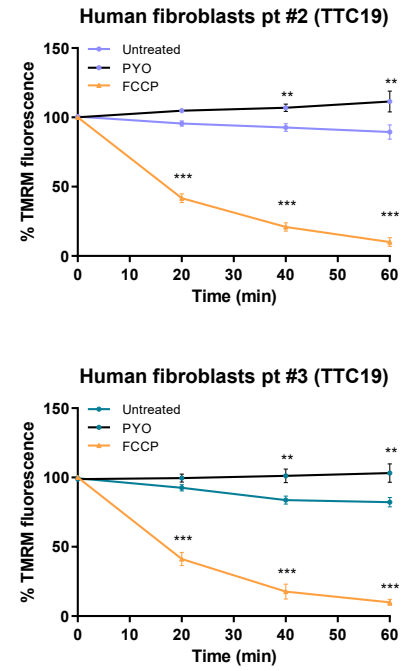 Human fibroblasts pt #2 (TTC19)
% TMRM fluorescence
150
100
50
0
Untreated
PYO
FCCP
**
**
***
***
***
0 10 20 30 40 50 60
Time (min)
Human fibroblasts pt #3 (TTC19)
% TMRM fluorescence
150
100
50
0
Untreated
PYO
FCCP
**
**
***
***
***
0 10 20 30 40 50 60
Time (min)